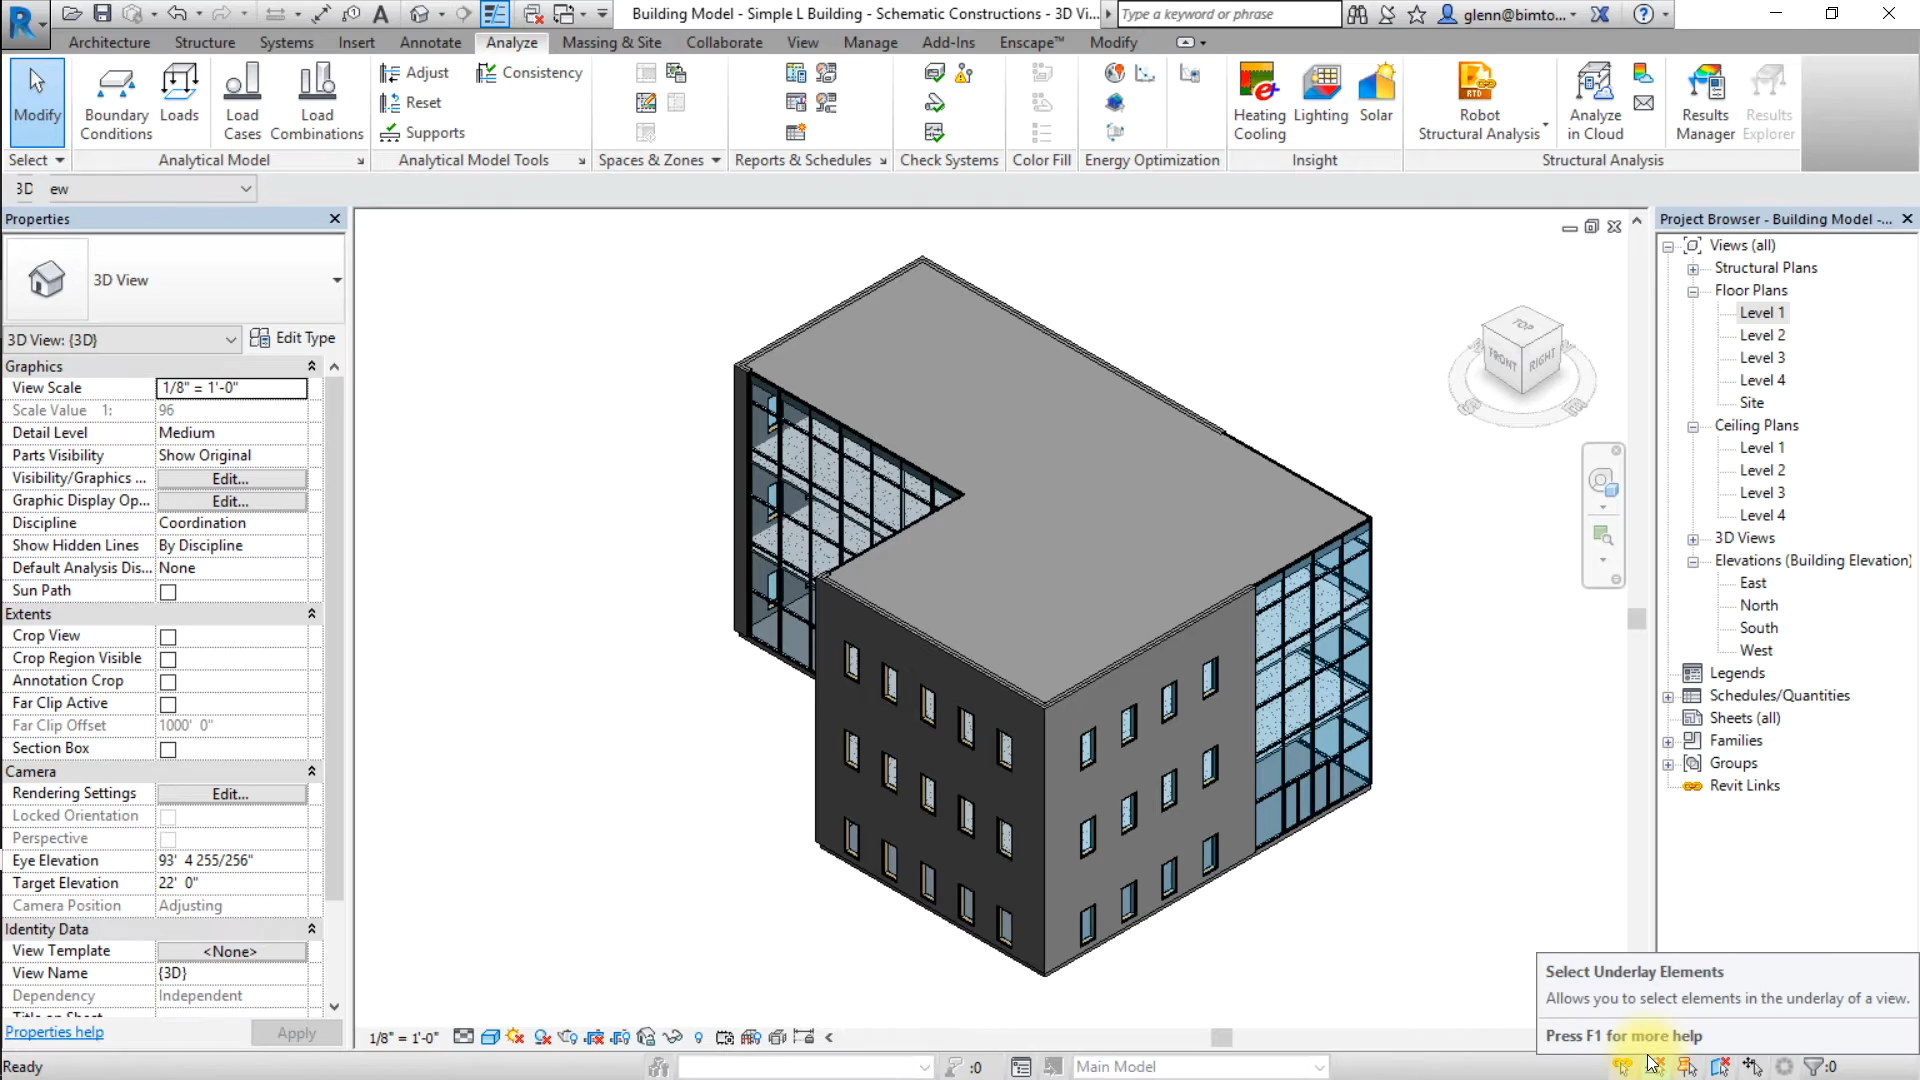 Building Model - Simple L Building - Schematic Constructions - 3D Vi...
Type a keyword or phrase
glenn@bimto...
Architecture Structure Systems Insert Annotate Analyze Massing & Site Collaborate View Manage Add-Ins Enscape™ Modify
Modify
Boundary Conditions
Loads
Load Cases
Load Combinations
Adjust
Reset
Supports
Consistency
Heating Cooling
Lighting
Solar
RTD
Robot Structural Analysis
Analyze in Cloud
Results Manager
Results Explorer
Select
Analytical Model
Analytical Model Tools
Spaces & Zones
Reports & Schedules
Check Systems
Color Fill
Energy Optimization
Insight
Structural Analysis
3D ew
Properties
3D View
3D View: {3D}
Edit Type
Graphics
View Scale 1/8" = 1'-0"
Scale Value 1: 96
Detail Level Medium
Parts Visibility Show Original
Visibility/Graphics ... Edit...
Graphic Display Op... Edit...
Discipline Coordination
Show Hidden Lines By Discipline
Default Analysis Dis... None
Sun Path
Extents
Crop View
Crop Region Visible
Annotation Crop
Far Clip Active
Far Clip Offset 1000' 0"
Section Box
Camera
Rendering Settings Edit...
Locked Orientation
Perspective
Eye Elevation 93' 4 255/256"
Target Elevation 22' 0"
Camera Position Adjusting
Identity Data
View Template <None>
View Name {3D}
Dependency Independent
Properties help
Apply
TOP
FRONT
RIGHT
Project Browser - Building Model -...
Views (all)
Structural Plans
Floor Plans
Level 1
Level 2
Level 3
Level 4
Site
Ceiling Plans
Level 1
Level 2
Level 3
Level 4
3D Views
Elevations (Building Elevation)
East
North
South
West
Legends
Schedules/Quantities
Sheets (all)
Families
Groups
Revit Links
Select Underlay Elements
Allows you to select elements in the underlay of a view.
Press F1 for more help
1/8" = 1'-0"
Ready
:0
Main Model
:0